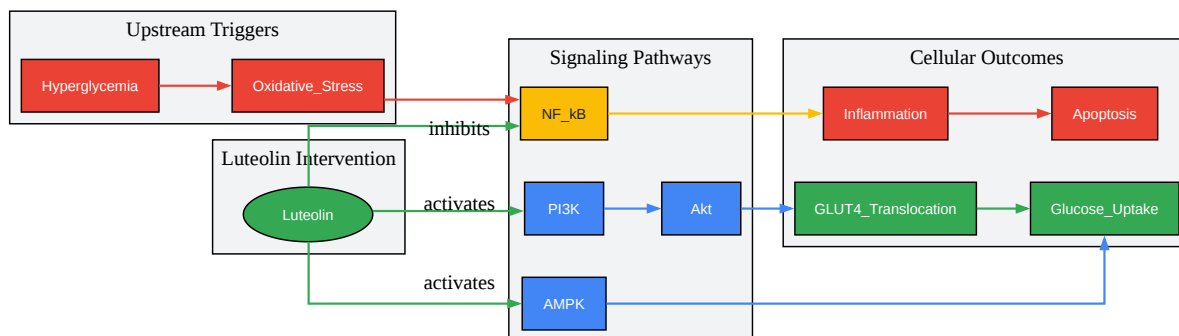 Upstream Triggers
Hyperglycemia
Oxidative_Stress
Luteolin Intervention
Luteolin
inhibits
activates
activates
Signaling Pathways
NF_kB
PI3K
Akt
AMPK
Cellular Outcomes
Inflammation
Apoptosis
GLUT4_Translocation
Glucose_Uptake